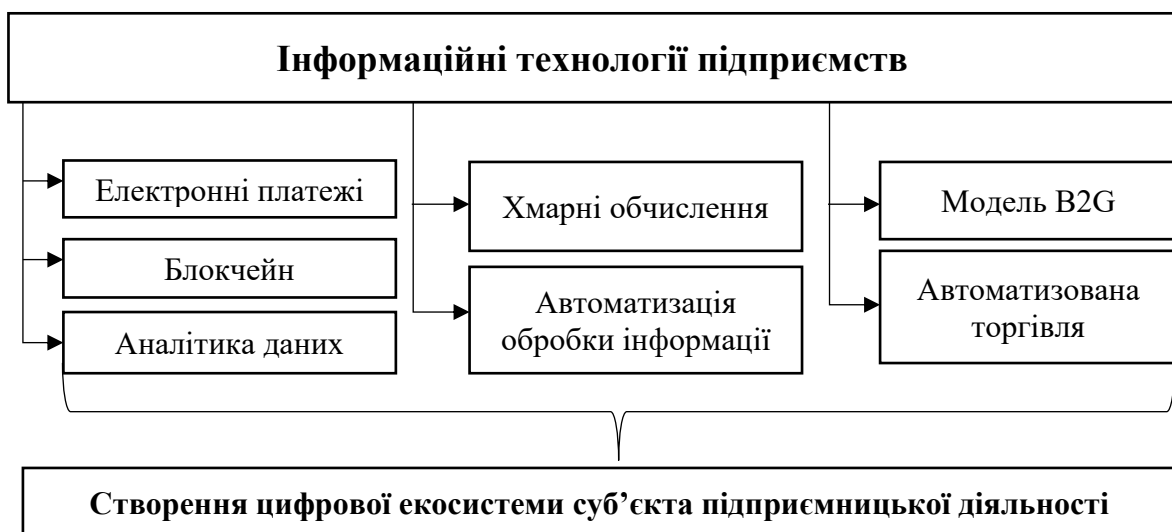 Інформаційні технології підприємств
Електронні платежі
Блокчейн
Аналітика даних
Хмарні обчислення
Автоматизація
обробки інформації
Модель B2G
Автоматизована
торгівля
Створення цифрової екосистеми суб’єкта підприємницької діяльності